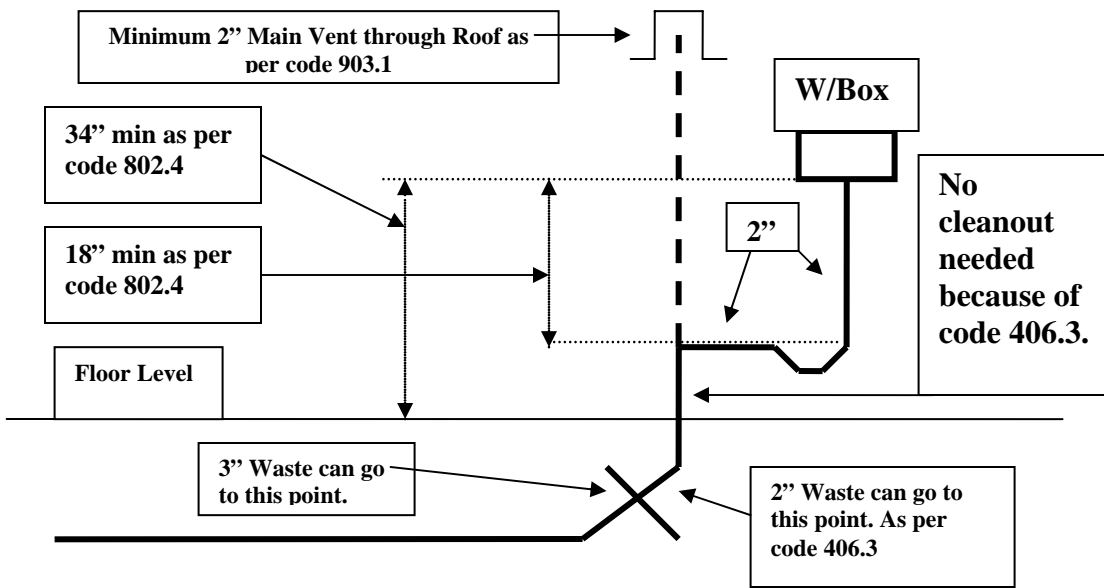 Minimum 2” Main Vent through Roof as
per code 903.1
W/Box
34” min as per
code 802.4
No
cleanout
needed
because of
code 406.3.
2”
18” min as per
code 802.4
Floor Level
3” Waste can go
to this point.
2” Waste can go to
this point. As per
code 406.3